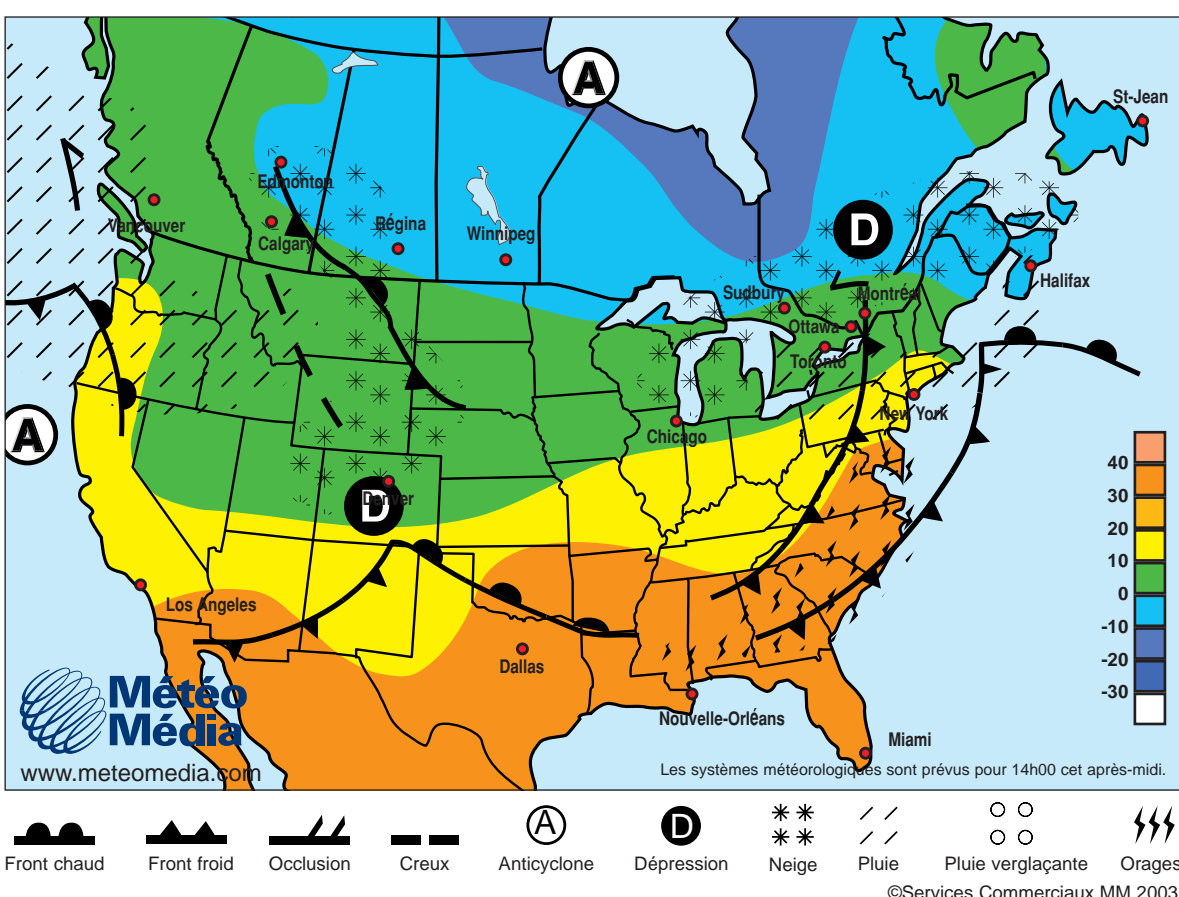 A
St-Jean
Edmonton
Vancouver
Régina
Winnipeg
Calgary
D
Halifax
Sudbury
Montréal
Ottawa
Toronto
New York
A
Chicago
Denver
D
40
30
20
10
0
-10
-20
-30
Los Angeles
Dallas
Météo
Média
Nouvelle-Orléans
Miami
www.meteomedia.com
Les systèmes météorologiques sont prévus pour 14h00 cet après-midi.
A
D
Front chaud
Front froid
Occlusion
Creux
Anticyclone
Dépression
Neige
Pluie
Pluie verglaçante
Orages
©Services Commerciaux MM 2003